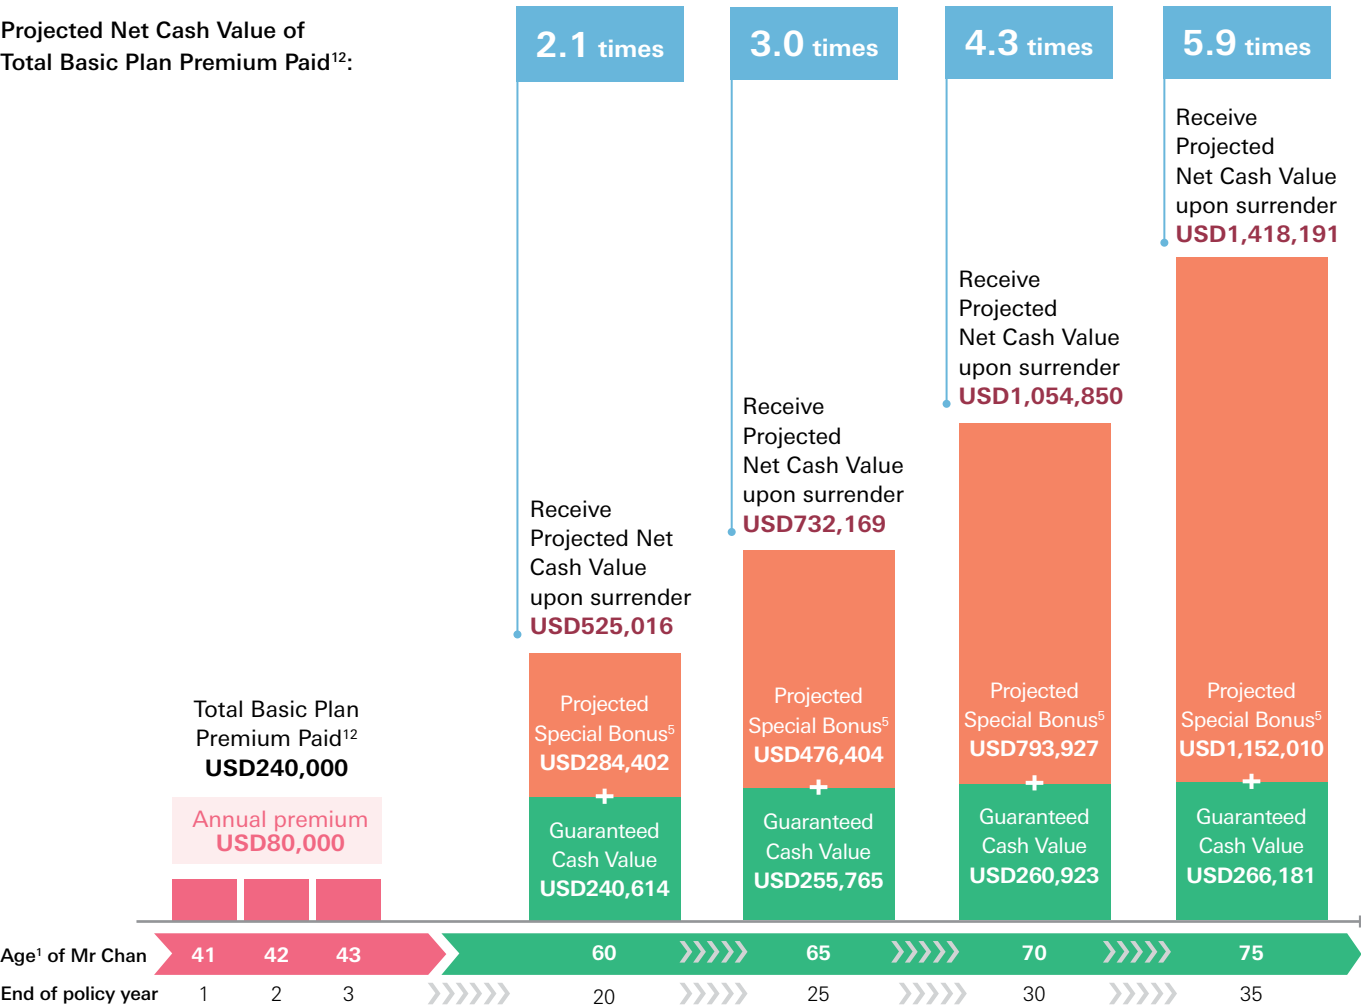 Projected Net Cash Value of
Total Basic Plan Premium Paid¹²:
2.1 times
3.0 times
4.3 times
5.9 times
Receive
Projected Net
Cash Value
upon surrender
USD525,016
Receive
Projected
Net Cash Value
upon surrender
USD732,169
Receive
Projected
Net Cash Value
upon surrender
USD1,054,850
Receive
Projected
Net Cash Value
upon surrender
USD1,418,191
Total Basic Plan
Premium Paid¹²
USD240,000
Annual premium
USD80,000
Projected
Special Bonus⁵
USD284,402
+
Guaranteed
Cash Value
USD240,614
Projected
Special Bonus⁵
USD476,404
+
Guaranteed
Cash Value
USD255,765
Projected
Special Bonus⁵
USD793,927
+
Guaranteed
Cash Value
USD260,923
Projected
Special Bonus⁵
USD1,152,010
+
Guaranteed
Cash Value
USD266,181
Age¹ of Mr Chan 41 42 43 60 65 70 75
End of policy year 1 2 3 20 25 30 35